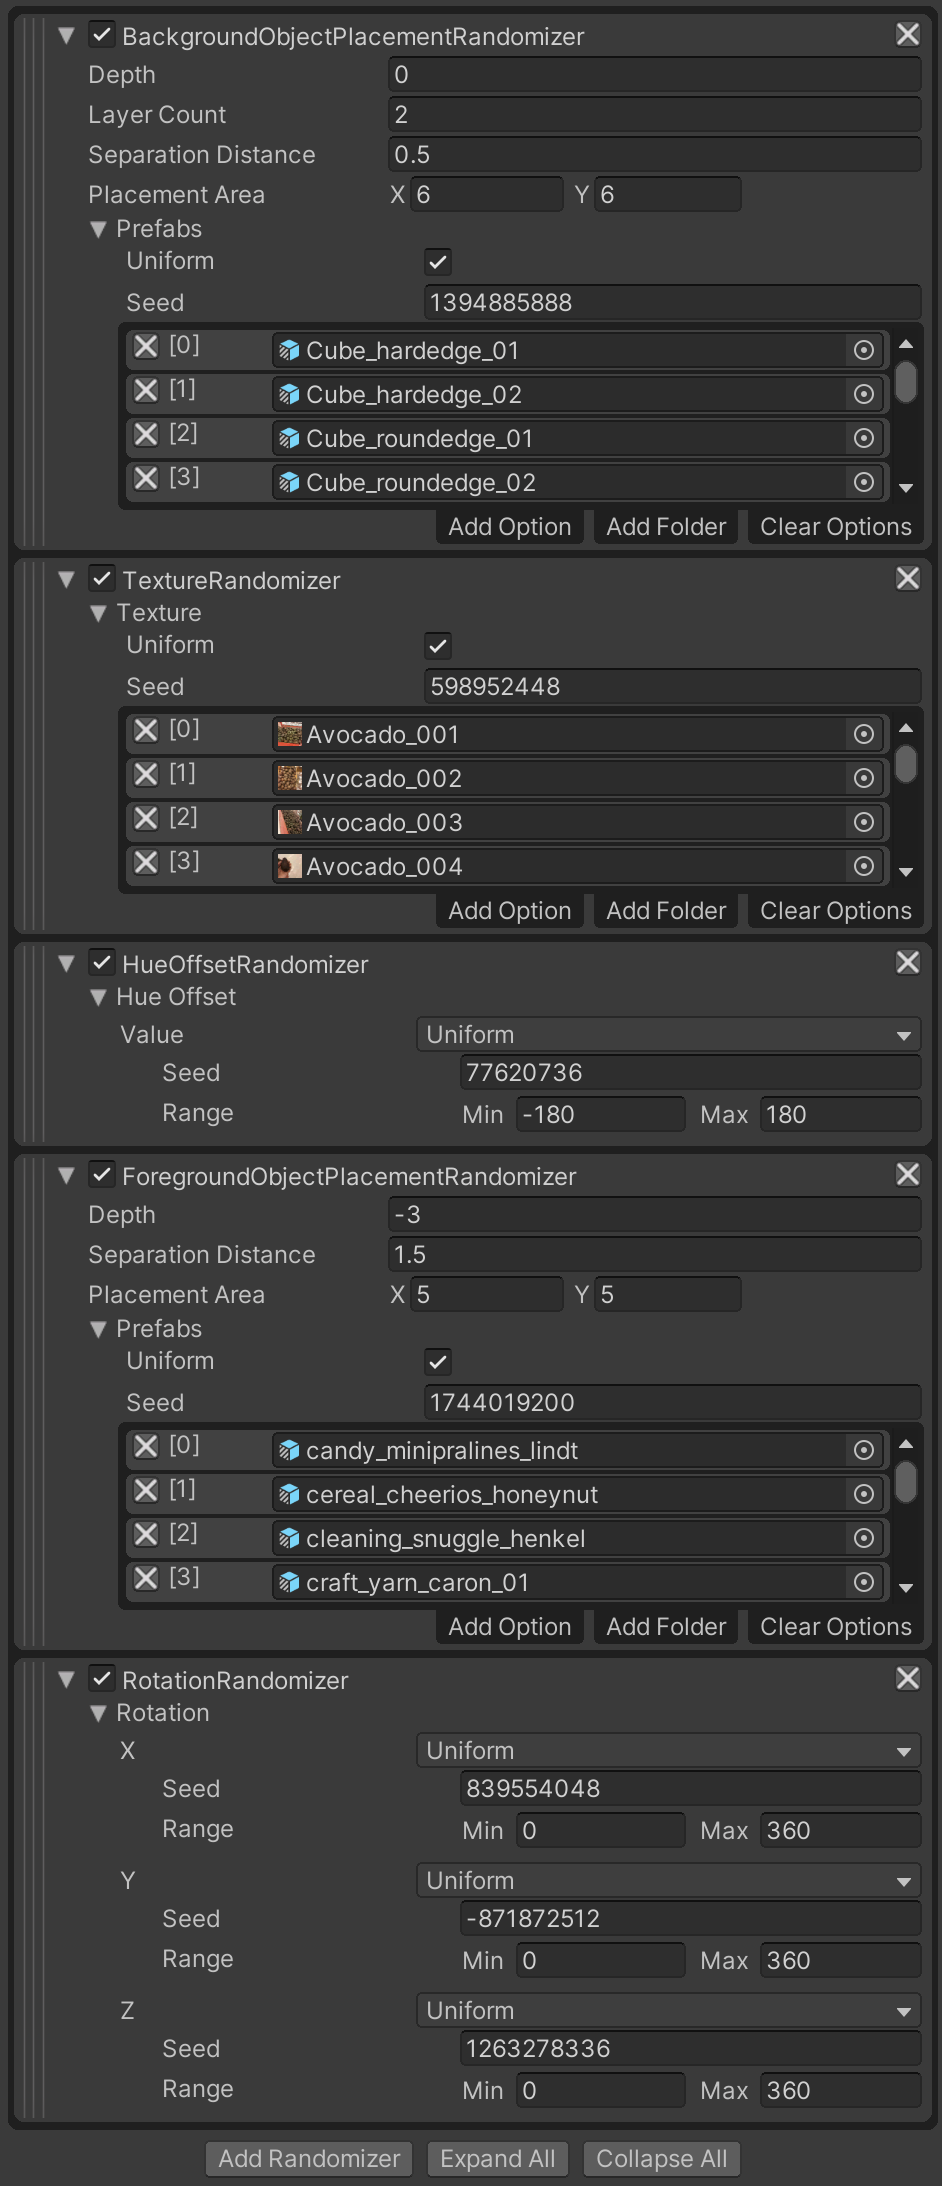 BackgroundObjectPlacementRandomizer
Depth 0
Layer Count 2
Separation Distance 0.5
Placement Area X 6 Y 6
Prefabs
Uniform
Seed 1394885888
[0] Cube_hardedge_01
[1] Cube_hardedge_02
[2] Cube_roundedge_01
[3] Cube_roundedge_02
Add Option Add Folder Clear Options
TextureRandomizer
Texture
Uniform
Seed 598952448
[0] Avocado_001
[1] Avocado_002
[2] Avocado_003
[3] Avocado_004
Add Option Add Folder Clear Options
HueOffsetRandomizer
Hue Offset
Value Uniform
Seed 77620736
Range Min -180 Max 180
ForegroundObjectPlacementRandomizer
Depth -3
Separation Distance 1.5
Placement Area X 5 Y 5
Prefabs
Uniform
Seed 1744019200
[0] candy_minipralines_lindt
[1] cereal_cheerios_honeynut
[2] cleaning_snuggle_henkel
[3] craft_yarn_caron_01
Add Option Add Folder Clear Options
RotationRandomizer
Rotation
X Uniform
Seed 839554048
Range Min 0 Max 360
Y Uniform
Seed -871872512
Range Min 0 Max 360
Z Uniform
Seed 1263278336
Range Min 0 Max 360
Add Randomizer Expand All Collapse All